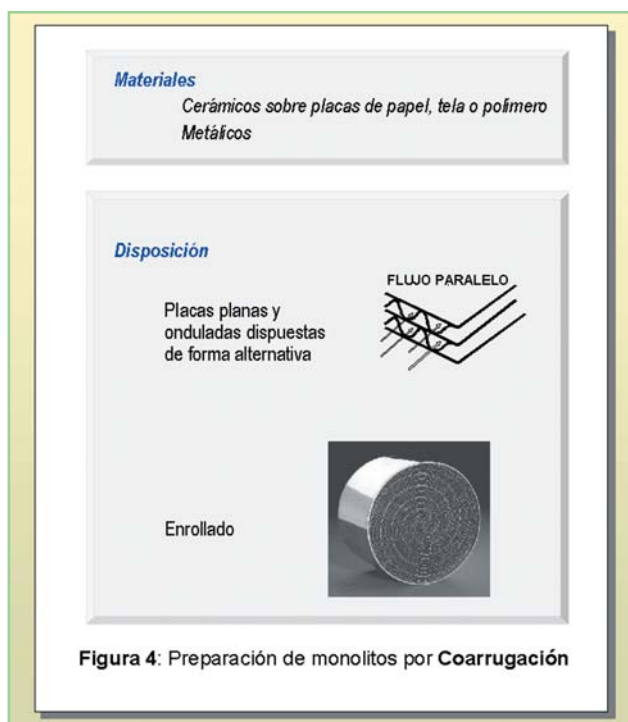 Materiales
Cerámicos sobre placas de papel, tela o polímero
Metálicos
Disposición
FLUJO PARALELO
Placas planas y
onduladas dispuestas
de forma alternativa
Enrollado
Figura 4: Preparación de monolitos por Coarrugación